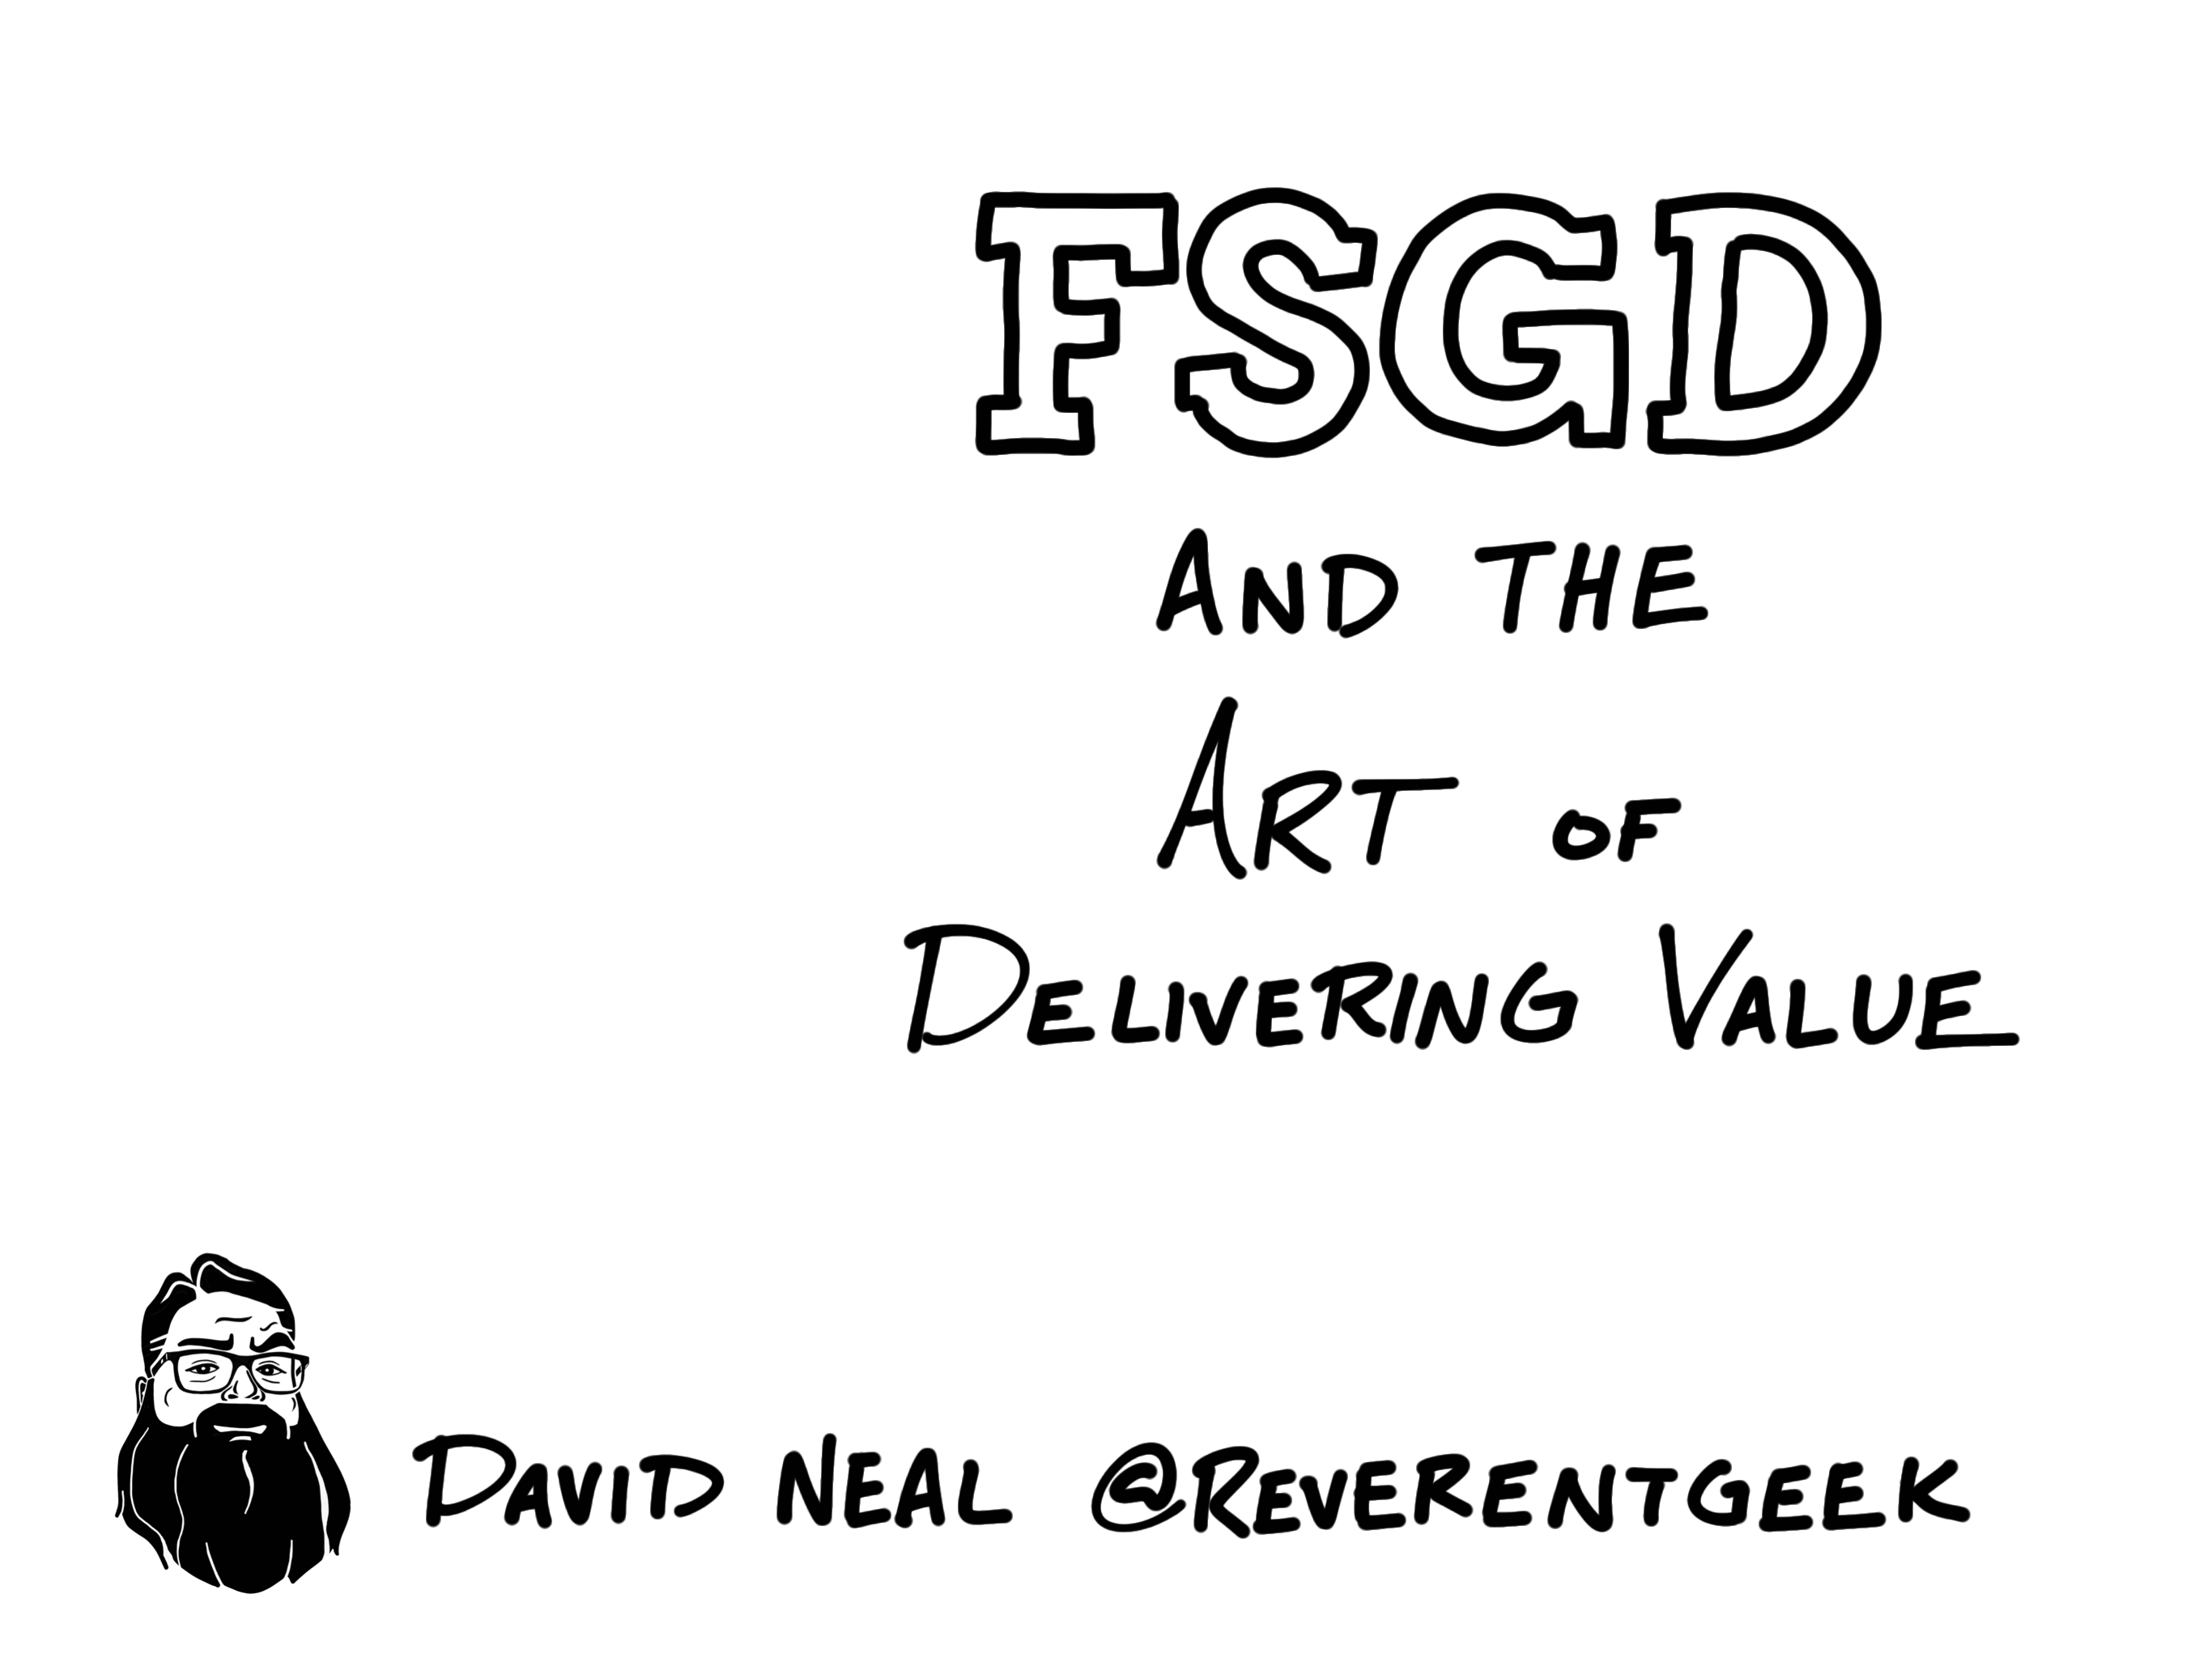 FSGD
AND THE
ART OF
DELIVERING VALUE
DAVID NEAL @REVERENTGEEK